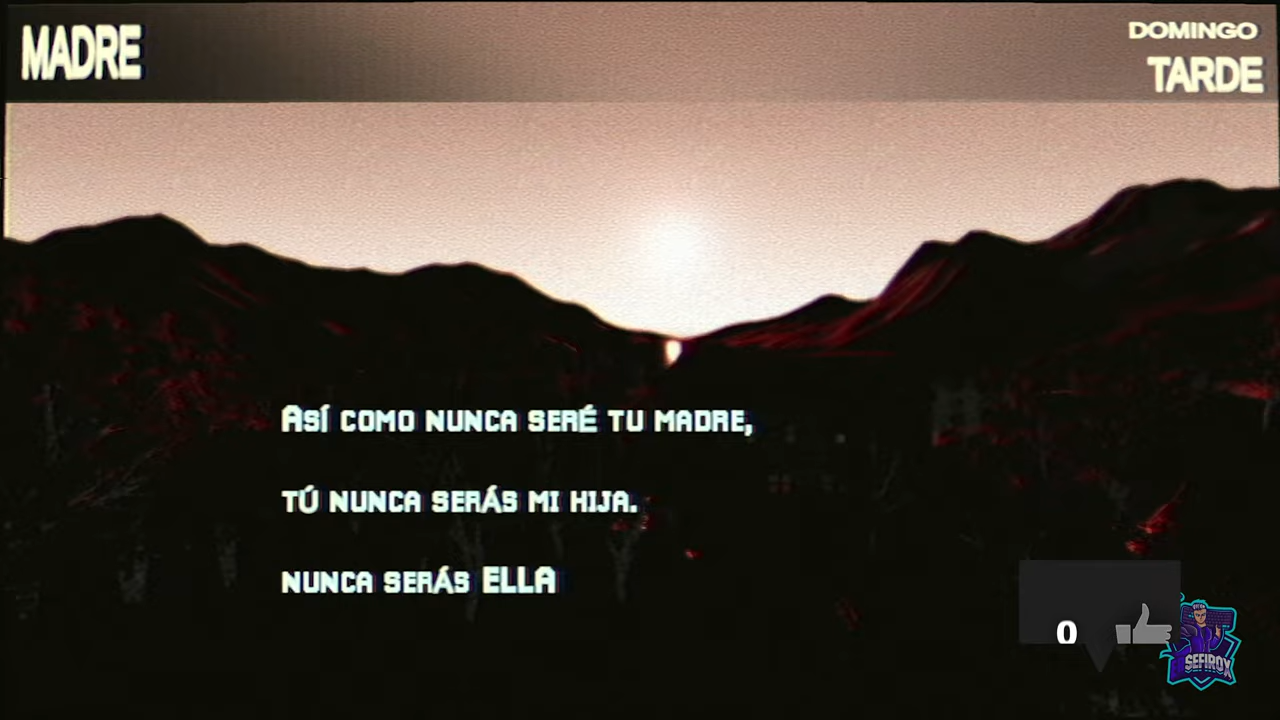 MADRE
DOMINGO
TARDE
Así como nunca seré tu madre,
tú nunca serás mi hija.
nunca serás ELLA
0
SEFIROX